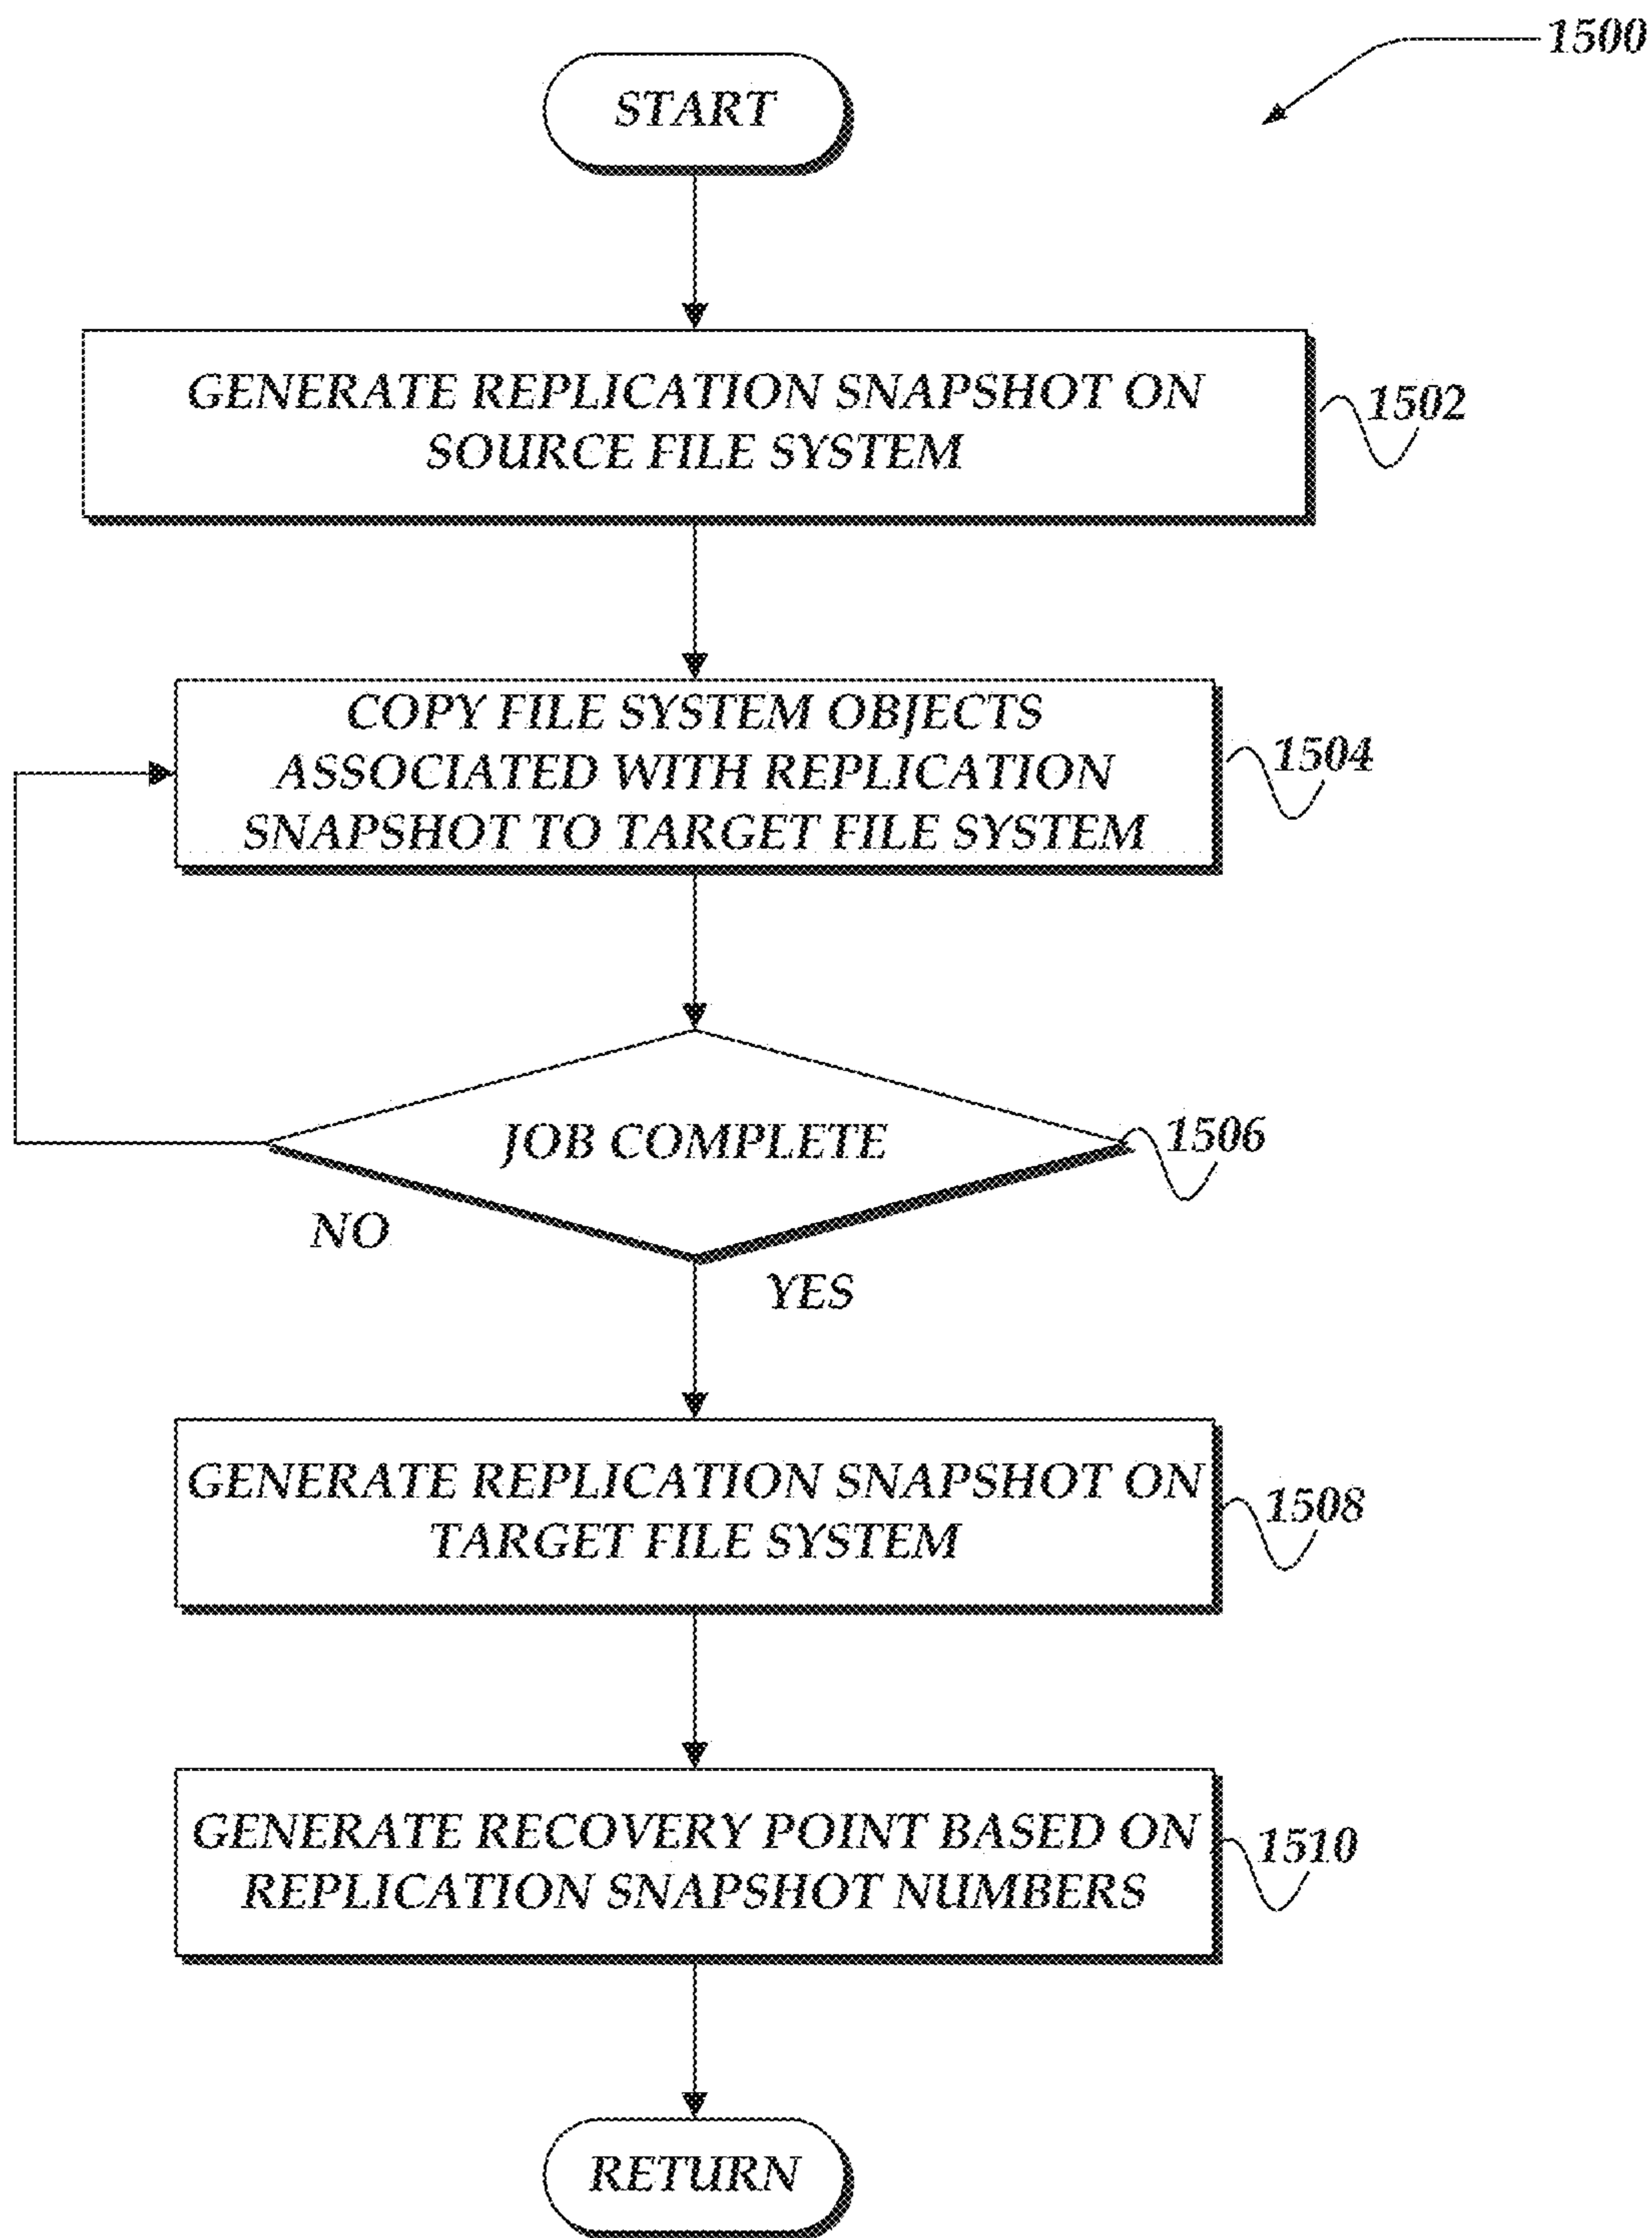 1500
START
GENERATE REPLICATION SNAPSHOT ON
SOURCE FILE SYSTEM
1502
COPY FILE SYSTEM OBJECTS
ASSOCIATED WITH REPLICATION
SNAPSHOT TO TARGET FILE SYSTEM
1504
JOB COMPLETE
1506
NO
YES
GENERATE REPLICATION SNAPSHOT ON
TARGET FILE SYSTEM
1508
GENERATE RECOVERY POINT BASED ON
REPLICATION SNAPSHOT NUMBERS
1510
RETURN